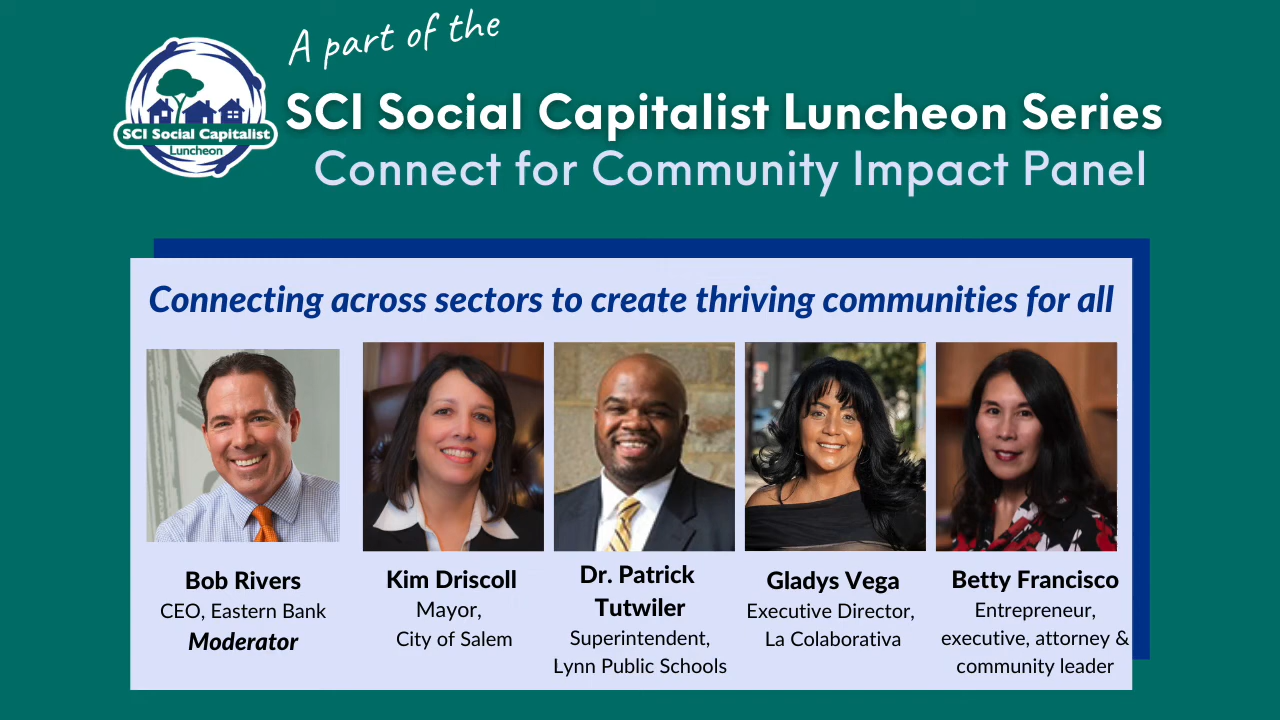 A part of the
SCI Social Capitalist
Luncheon
SCI Social Capitalist Luncheon Series
Connect for Community Impact Panel
Connecting across sectors to create thriving communities for all
Bob Rivers
CEO, Eastern Bank
Moderator
Kim Driscoll
Mayor,
City of Salem
Dr. Patrick
Tutwiler
Superintendent,
Lynn Public Schools
Gladys Vega
Executive Director,
La Colaborativa
Betty Francisco
Entrepreneur,
executive, attorney &
community leader